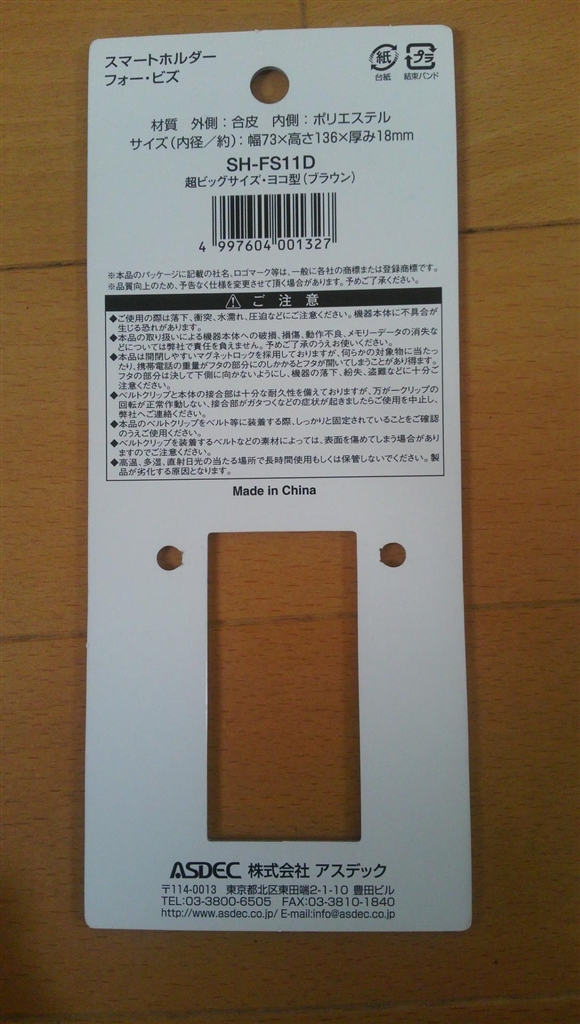 スマートホルダー
フォー・ビズ
紙
台紙
プラ
結束バンド
材質 外側：合皮 内側：ポリエステル
サイズ（内径／約）：幅73×高さ136×厚み18mm
SH-FS11D
超ビッグサイズ・ヨコ型（ブラウン）
4 997604 001327
※本品のパッケージに記載の社名、ロゴマーク等は、一般に各社の商標または登録商標です。
※品質向上のため、予告なく仕様を変更させて頂く場合があります。予めご了承ください。
ご注意
◆ご使用の際は落下、衝突、水濡れ、圧迫などにご注意ください。機器本体に不具合が
生じる恐れがあります。
◆本品の取り扱いによる機器本体への破損、損傷、動作不良、メモリーデータの消失な
どについては弊社で責任を負えません。予めご了承のうえお使いください。
◆本品は開閉しやすいマグネットロックを採用しておりますが、何らかの対象物に当たっ
たり、携帯電話の重量がフタの部分にのしかかるとフタが開いてしまうことがあり得ます。
フタの部分は決して下側に向かないようにし、機器の落下、紛失、盗難などに十分ご
注意ください。
◆ベルトクリップと本体の接合部は十分な耐久性を備えておりますが、万が一クリップの
回転が正常作動しない、接合部がガタつくなどの症状が起きましたらご使用を中止し、
弊社へご連絡ください。
◆本品のベルトクリップをベルト等に装着する際、しっかりと固定されていることをご確認
のうえご使用ください。
◆ベルトクリップを装着するベルトなどの素材によっては、表面を傷めてしまう場合があり
ますのでご注意ください。
◆高温、多湿、直射日光の当たる場所で長時間使用もしくは保管しないでください。製
品が劣化する原因となります。
Made in China
ASDEC 株式会社 アスデック
〒114-0013 東京都北区東田端2-1-10 豊田ビル
TEL:03-3800-6505 FAX:03-3810-1840
http://www.asdec.co.jp/ E-mail:info@asdec.co.jp